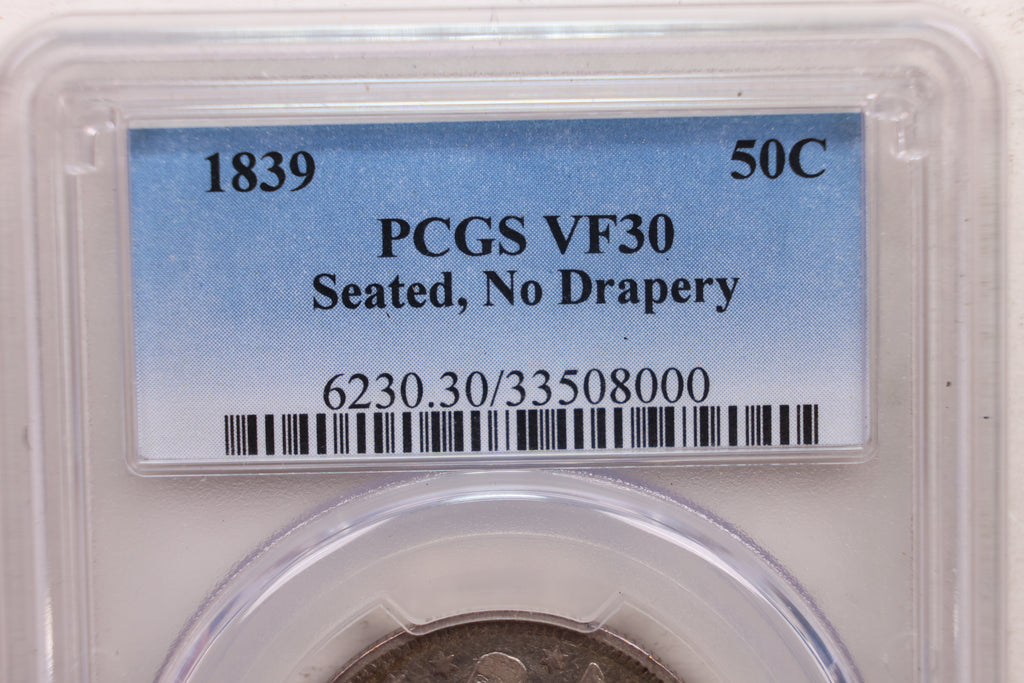 1839 50C
PCGS VF30
Seated, No Drapery
6230.30/33508000